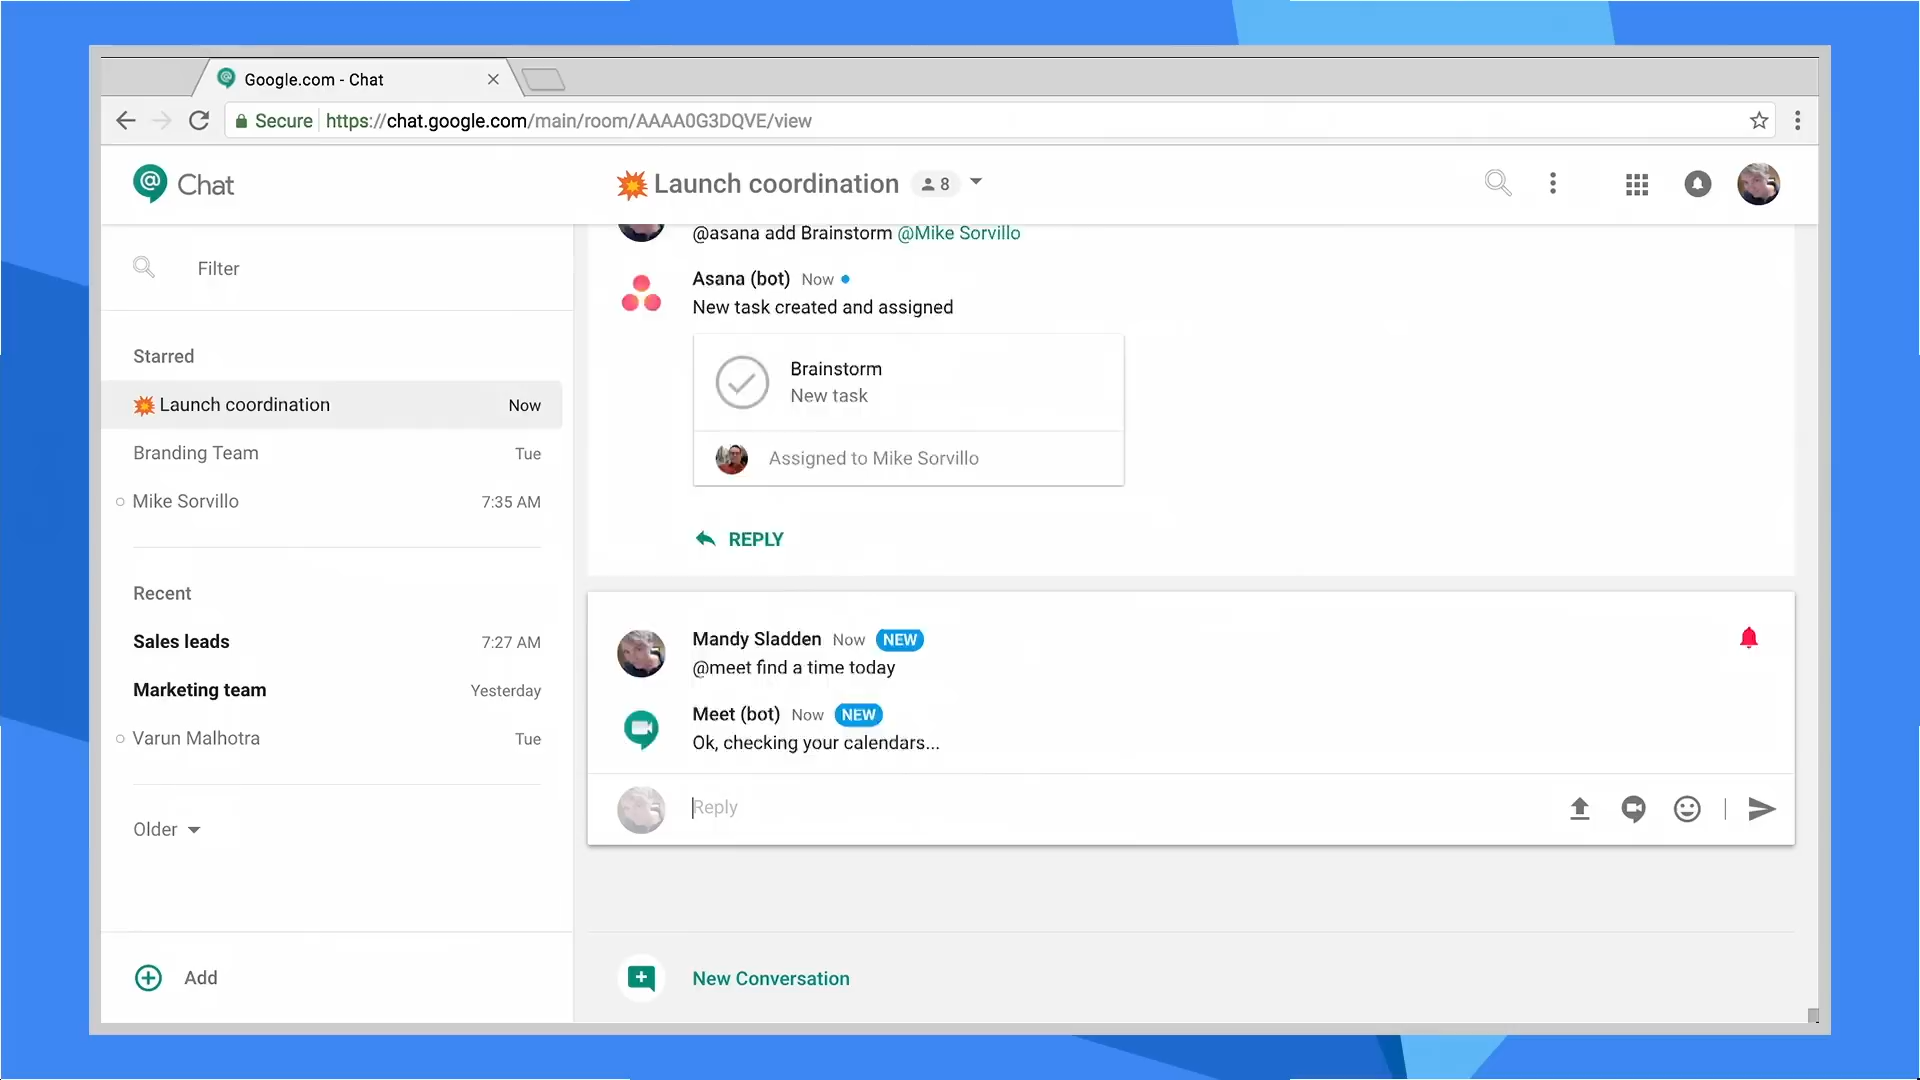 Google.com - Chat
Secure https://chat.google.com/main/room/AAAA0G3DQVE/view
Chat
💥 Launch coordination 8
Filter
Starred
💥 Launch coordination Now
Branding Team Tue
Mike Sorvillo 7:35 AM
Recent
Sales leads 7:27 AM
Marketing team Yesterday
Varun Malhotra Tue
Older
Add
@asana add Brainstorm @Mike Sorvillo
Asana (bot) Now
New task created and assigned
Brainstorm
New task
Assigned to Mike Sorvillo
REPLY
Mandy Sladden Now NEW
@meet find a time today
Meet (bot) Now NEW
Ok, checking your calendars...
Reply
New Conversation